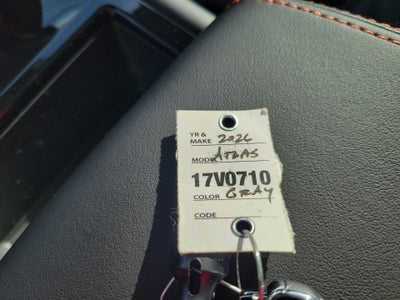 YR &
MAKE 2026
MODEL ATLAS
17V0710
COLOR GRAY
CODE